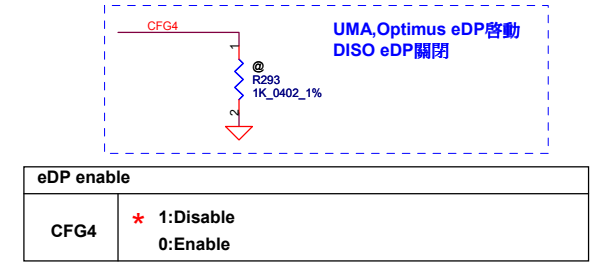 CFG4
UMA,Optimus eDP啓動
DISO eDP關閉
1
@
R293
1K_0402_1%
2
eDP enable
CFG4
* 1:Disable
0:Enable